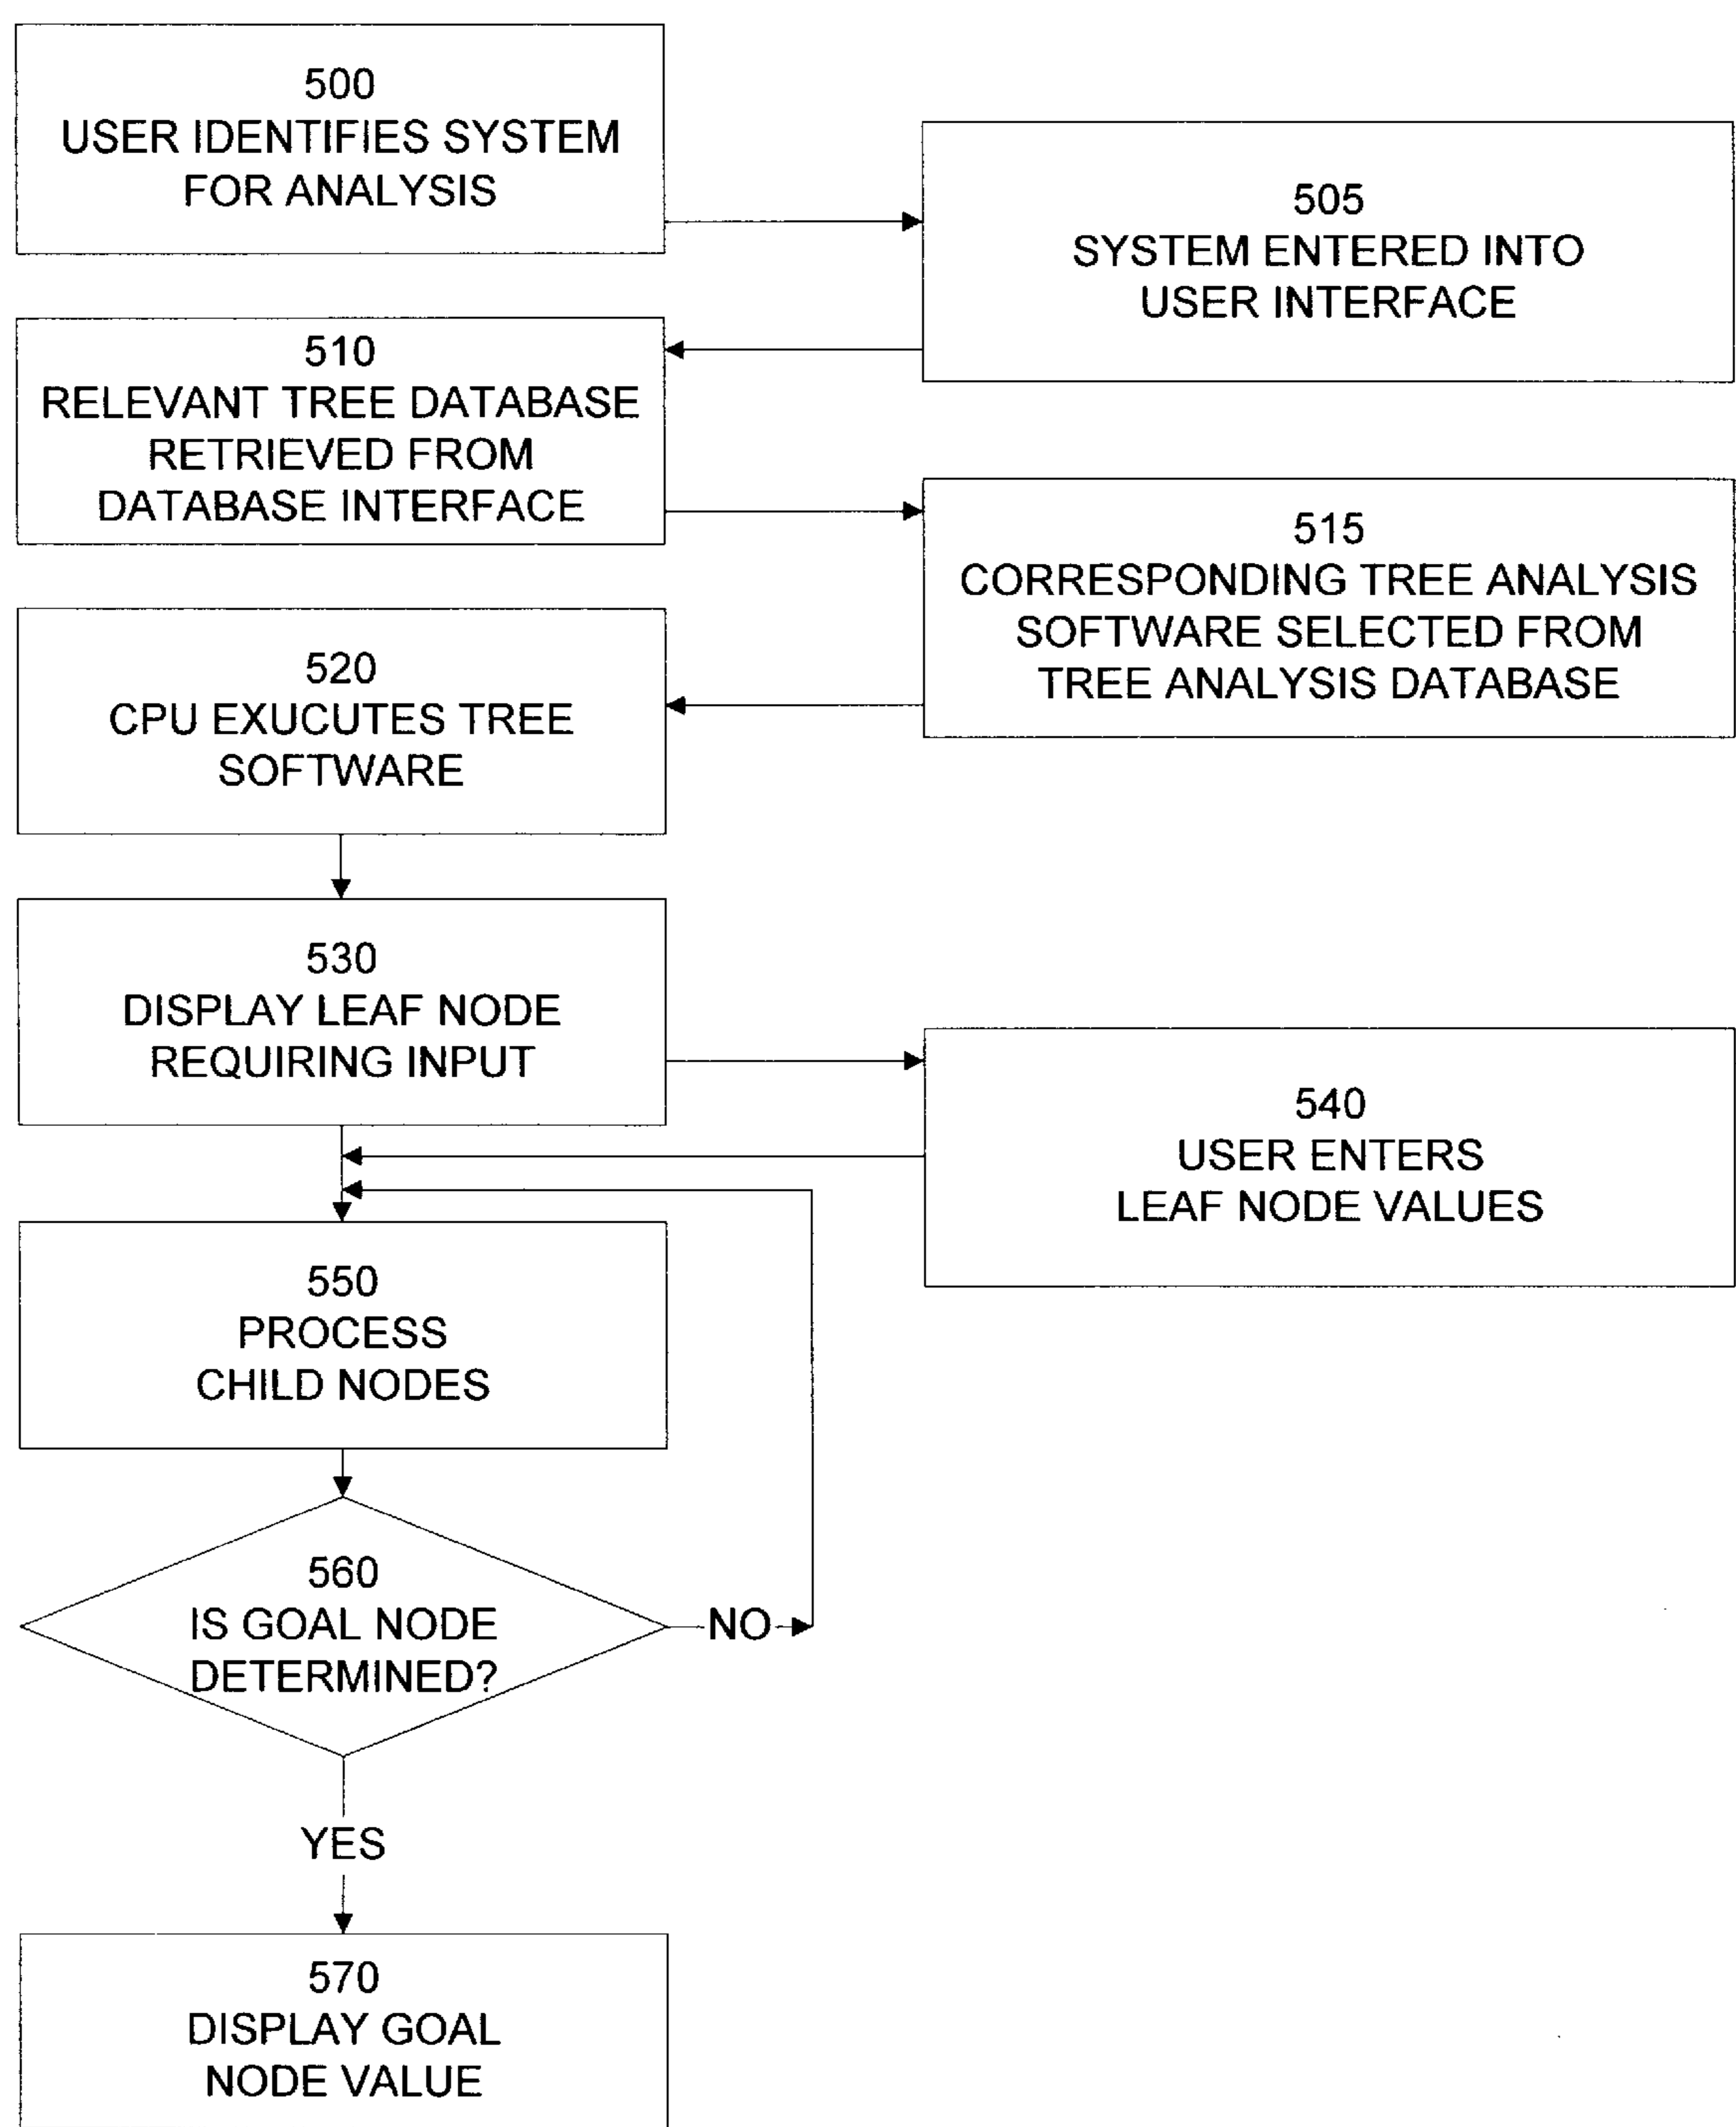 500
USER IDENTIFIES SYSTEM
FOR ANALYSIS
505
SYSTEM ENTERED INTO
USER INTERFACE
510
RELEVANT TREE DATABASE
RETRIEVED FROM
DATABASE INTERFACE
515
CORRESPONDING TREE ANALYSIS
SOFTWARE SELECTED FROM
TREE ANALYSIS DATABASE
520
CPU EXUCUTES TREE
SOFTWARE
530
DISPLAY LEAF NODE
REQUIRING INPUT
540
USER ENTERS
LEAF NODE VALUES
550
PROCESS
CHILD NODES
560
IS GOAL NODE
DETERMINED?
NO
YES
570
DISPLAY GOAL
NODE VALUE